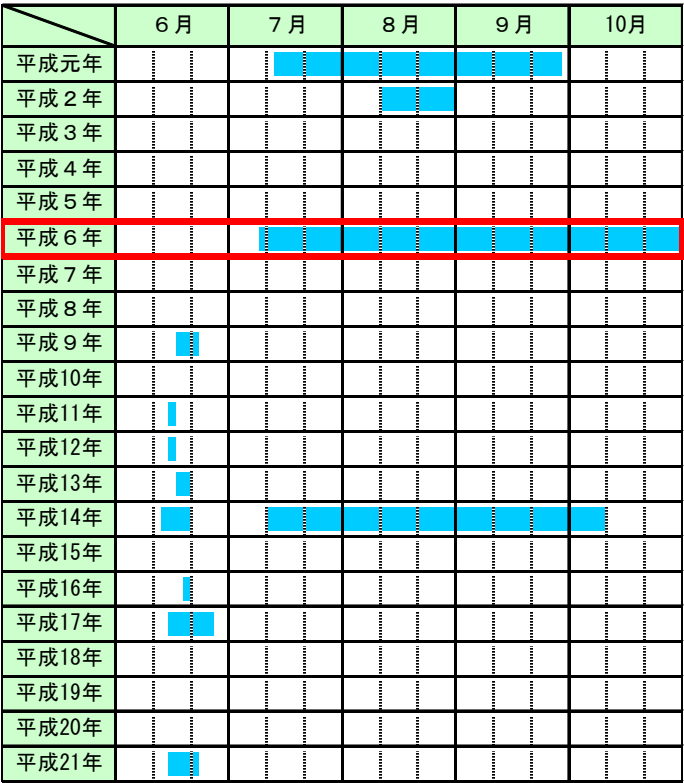 ６月 ７月 ８月 ９月 10月
平成元年
平成２年
平成３年
平成４年
平成５年
平成６年
平成７年
平成８年
平成９年
平成10年
平成11年
平成12年
平成13年
平成14年
平成15年
平成16年
平成17年
平成18年
平成19年
平成20年
平成21年